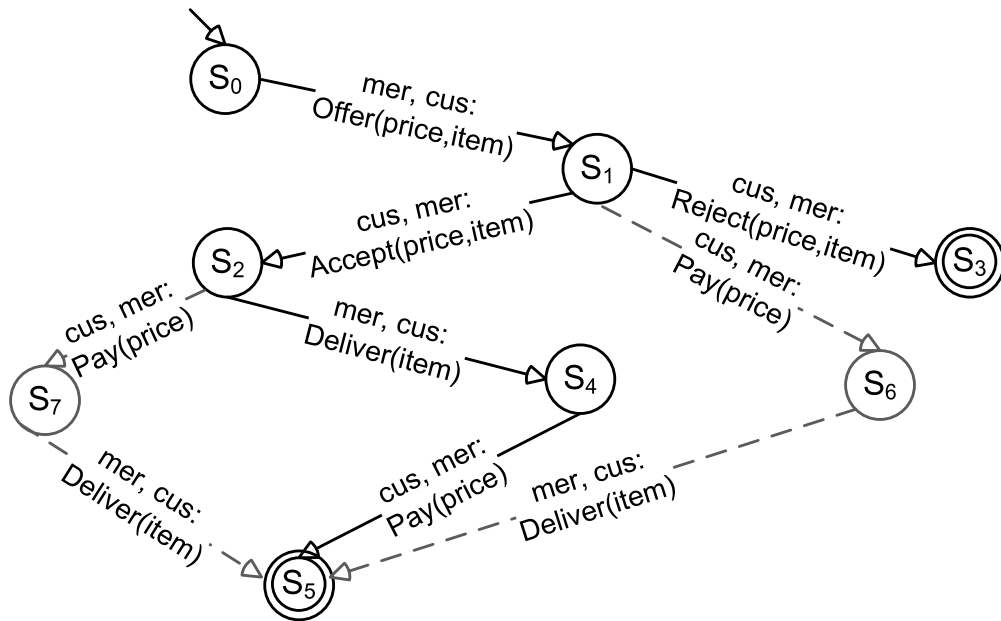 S0
mer, cus:
Offer(price,item)
S1
cus, mer:
Reject(price,item)
S3
cus, mer:
Accept(price,item)
S2
cus, mer:
Pay(price)
cus, mer:
Pay(price)
mer, cus:
Deliver(item)
S7
S4
S6
mer, cus:
Deliver(item)
cus, mer:
Pay(price)
mer, cus:
Deliver(item)
S5